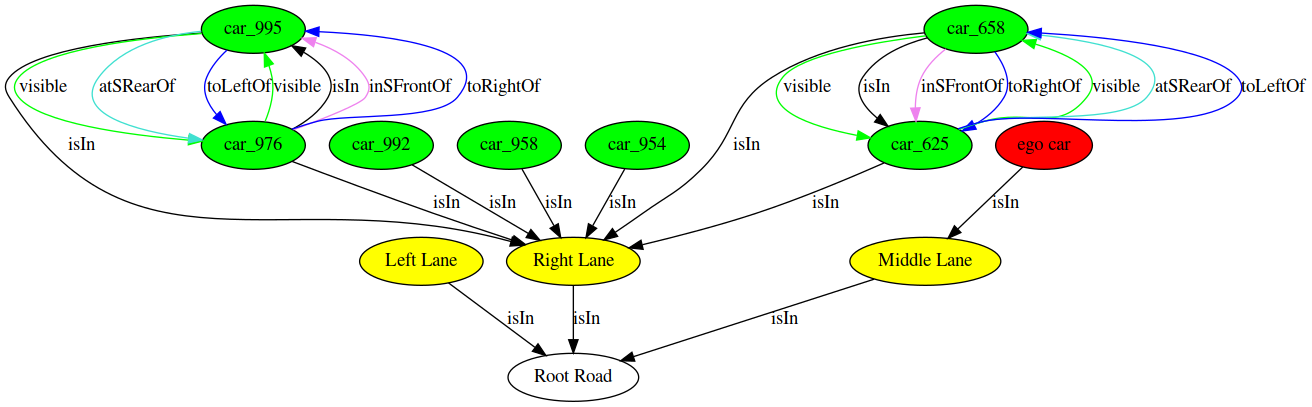 car_995
car_658
visible
atSRearOf
toLeftOf
visible
isIn
inSFrontOf
toRightOf
visible
isIn
inSFrontOf
toRightOf
visible
atSRearOf
toLeftOf
isIn
car_976
car_992
car_958
car_954
isIn
car_625
ego car
isIn
isIn
isIn
isIn
isIn
isIn
Left Lane
Right Lane
Middle Lane
isIn
isIn
isIn
Root Road